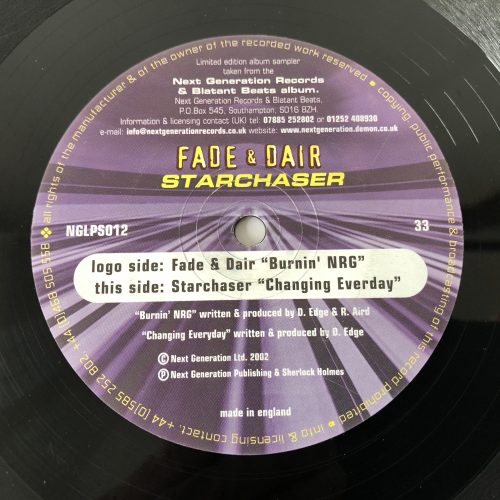 Limited edition album sampler
taken from the
Next Generation Records
& Blatant Beats album.
Next Generation Records & Blatant Beats,
P.O.Box 545, Southampton, SO16 8ZH.
Information & licensing contact (UK) tel: 07885 252802 or 01252 408930
e-mail: info@nextgenerationrecords.co.uk website: www.nextgeneration.demon.co.uk
FADE & DAIR
STARCHASER
NGLPS012
33
logo side: Fade & Dair "Burnin' NRG"
this side: Starchaser "Changing Everday"
"Burnin' NRG" written & produced by D. Edge & R. Aird
"Changing Everyday" written & produced by D. Edge
© Next Generation Ltd. 2002
℗ Next Generation Publishing & Sherlock Holmes
made in england
all rights of the manufacturer & of the owner of the recorded work reserved • copying, public performance & broadcasting of this record prohibited • info & licensing contact. +44 (0)585 252 802 • +44 (0)468 505 558 •